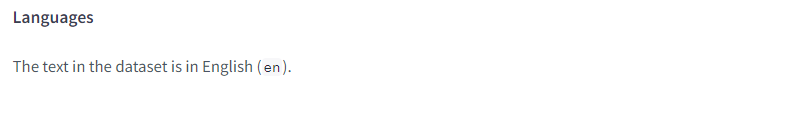 Languages
The text in the dataset is in English (en).